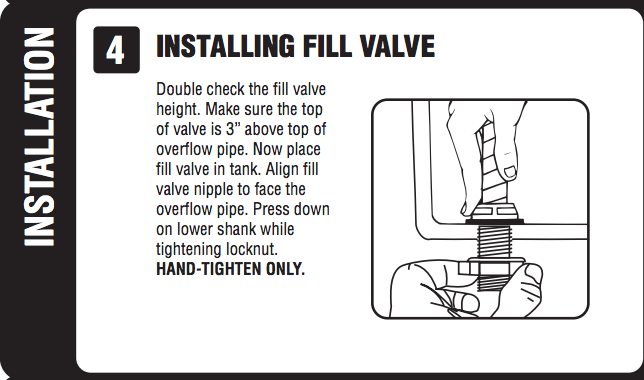 INSTALLATION
4 INSTALLING FILL VALVE
Double check the fill valve
height. Make sure the top
of valve is 3” above top of
overflow pipe. Now place
fill valve in tank. Align fill
valve nipple to face the
overflow pipe. Press down
on lower shank while
tightening locknut.
HAND-TIGHTEN ONLY.